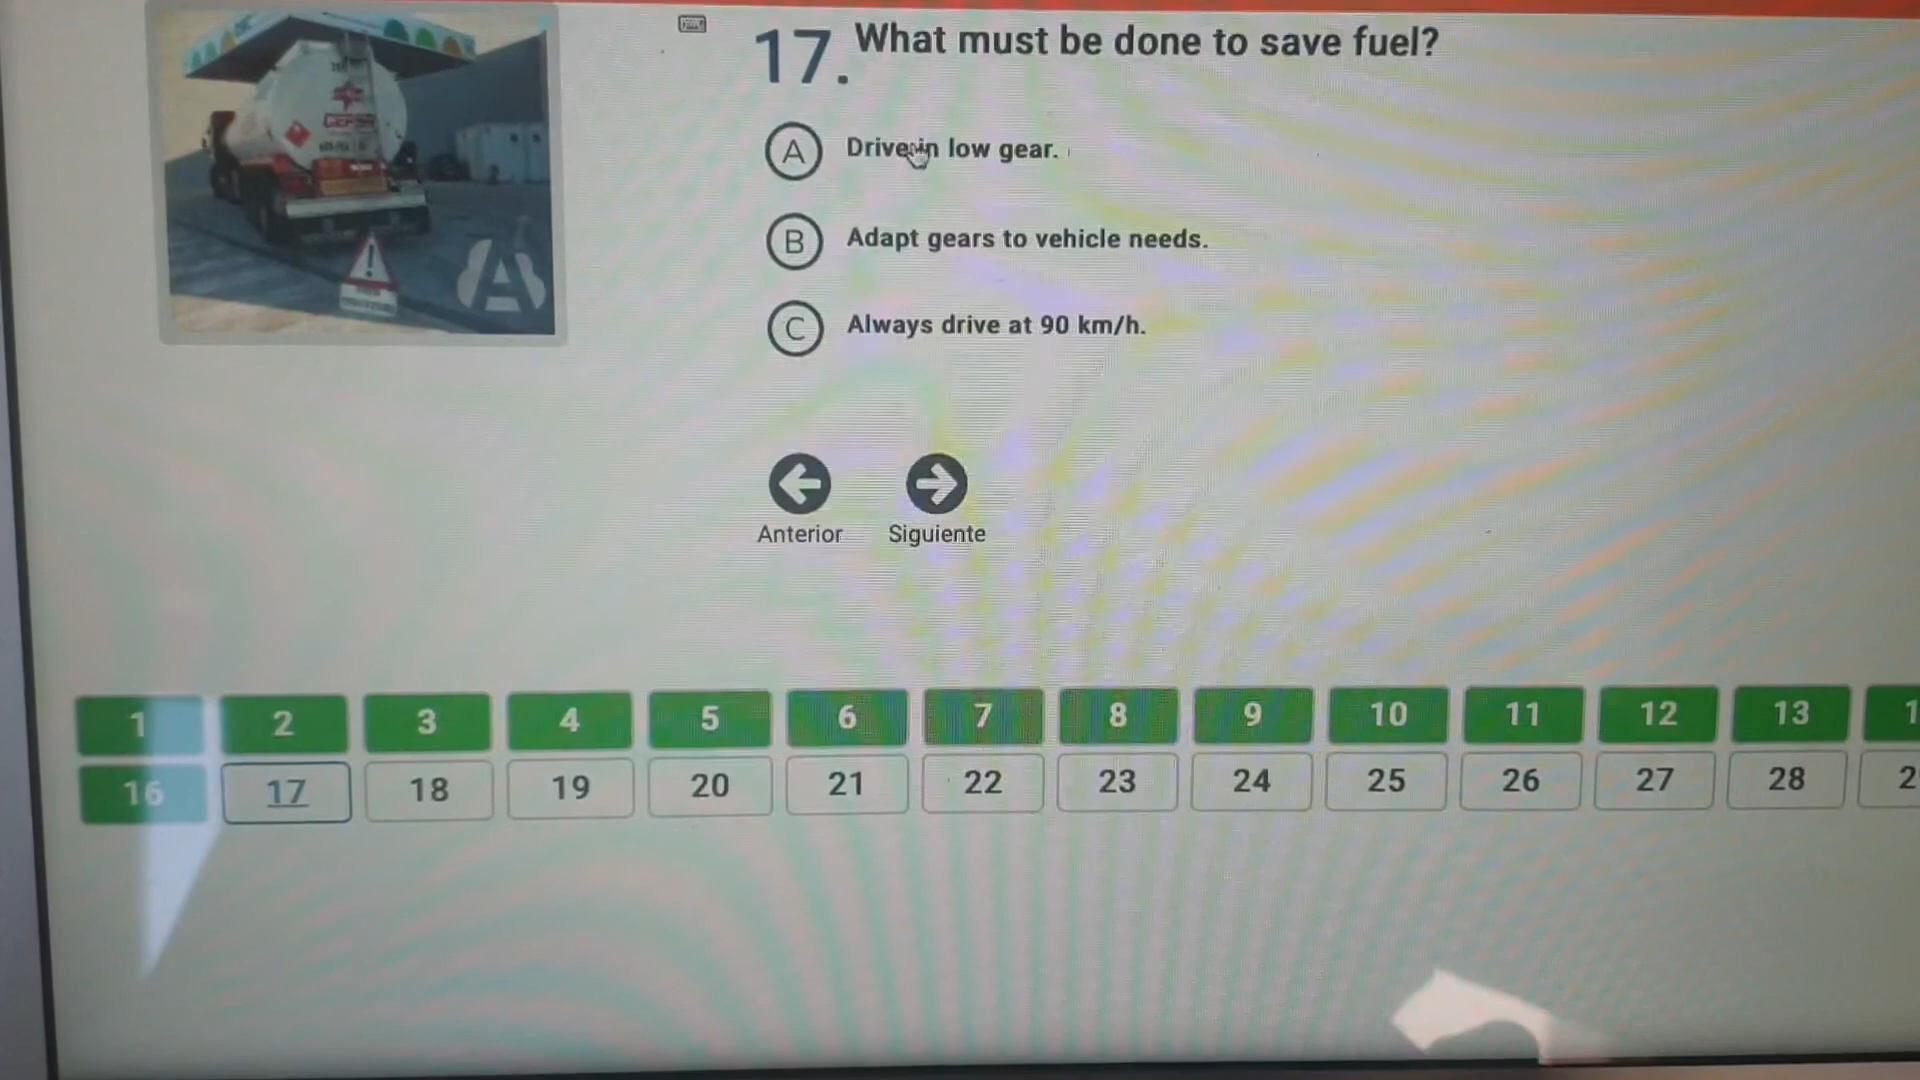 17. What must be done to save fuel?
A Drive in low gear.
B Adapt gears to vehicle needs.
C Always drive at 90 km/h.
Anterior Siguiente
1 2 3 4 5 6 7 8 9 10 11 12 13
16 17 18 19 20 21 22 23 24 25 26 27 28
CEPSA